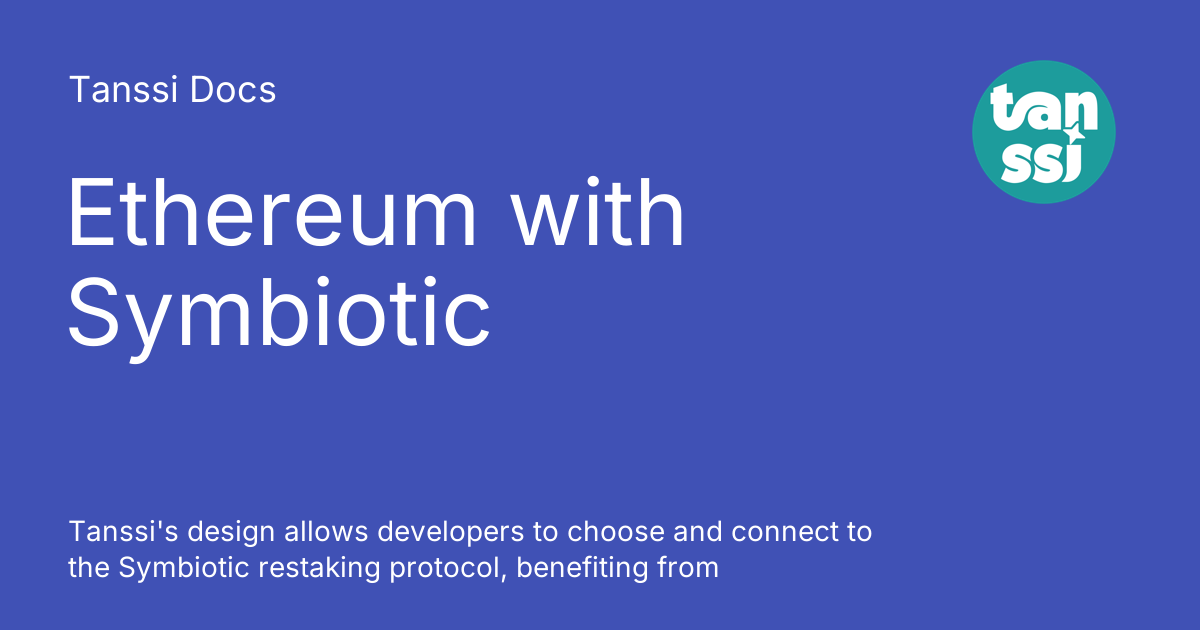 Tanssi Docs
tan
ssi
Ethereum with
Symbiotic
Tanssi's design allows developers to choose and connect to
the Symbiotic restaking protocol, benefiting from